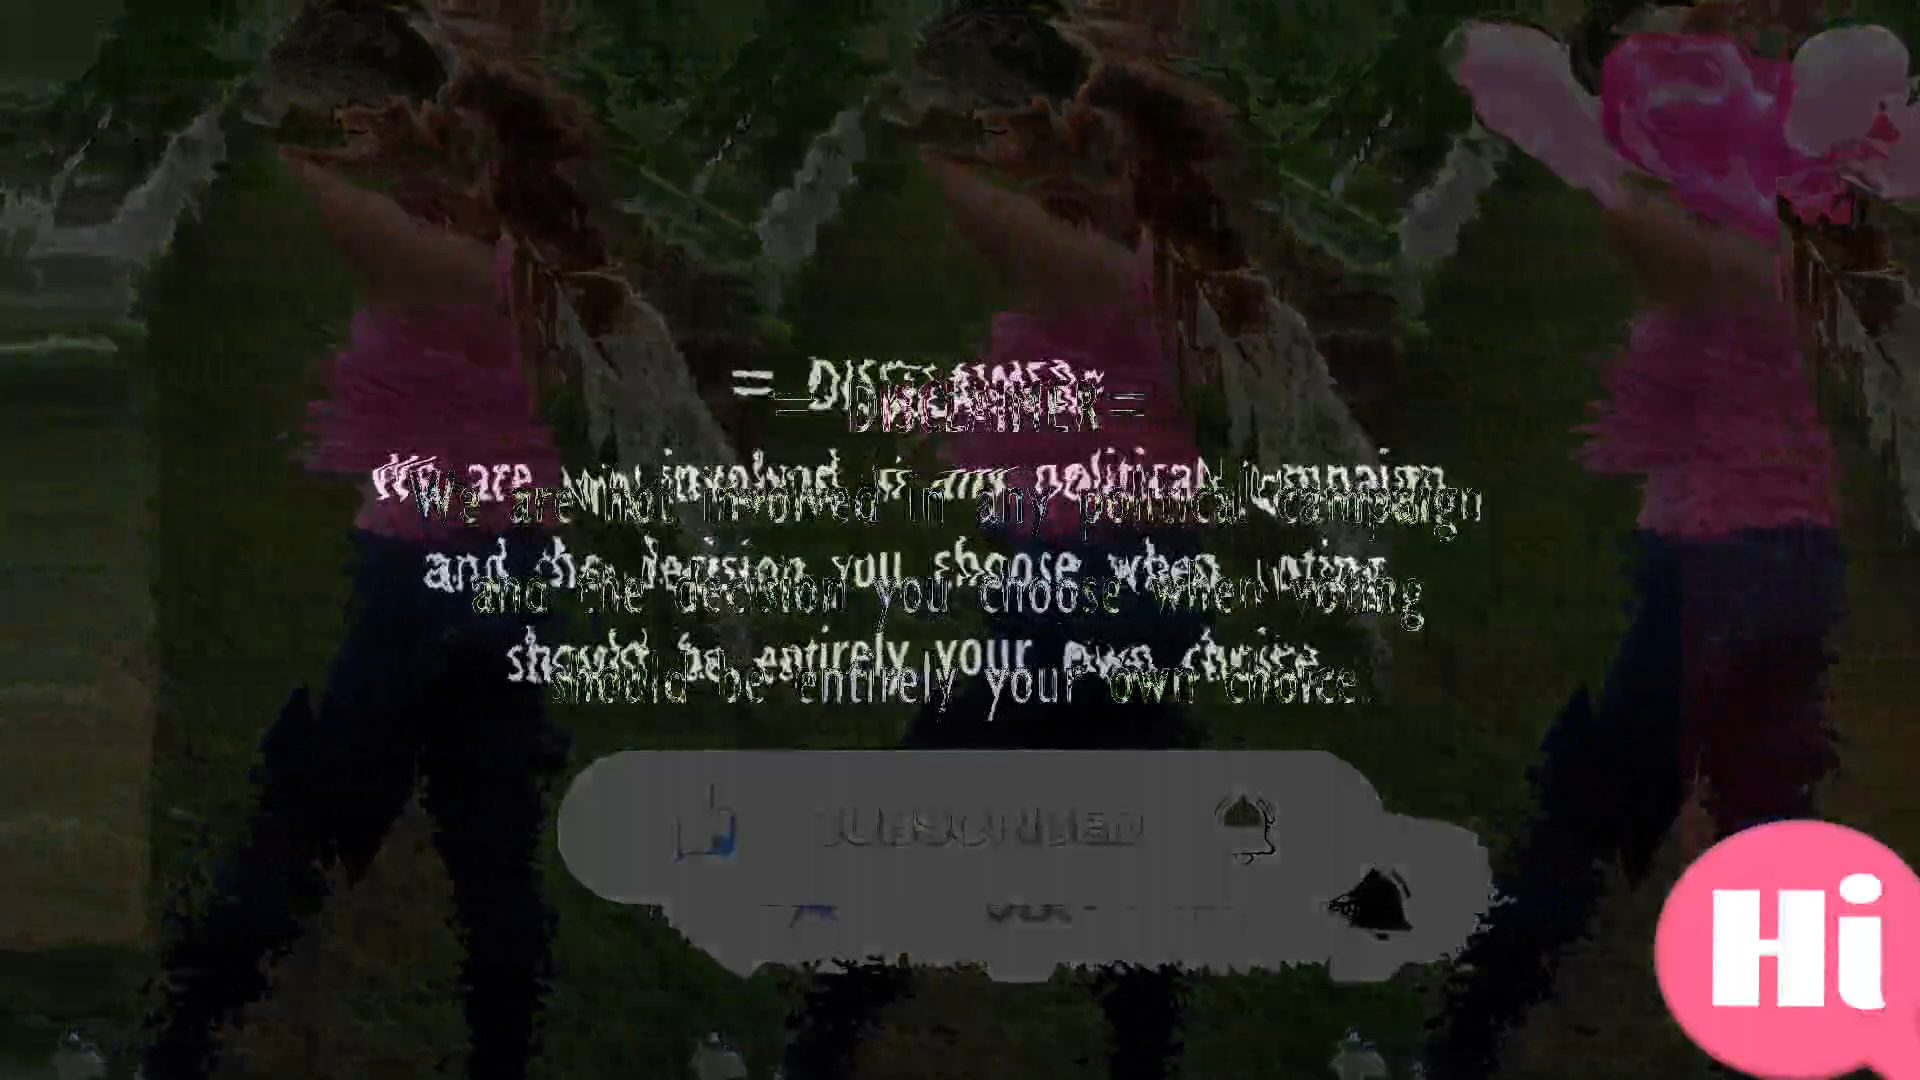 = DISCLAIMER =
We are not involved in any political campaign
and the decision you choose when voting
should be entirely your own choice.
SUBSCRIBED
Hi